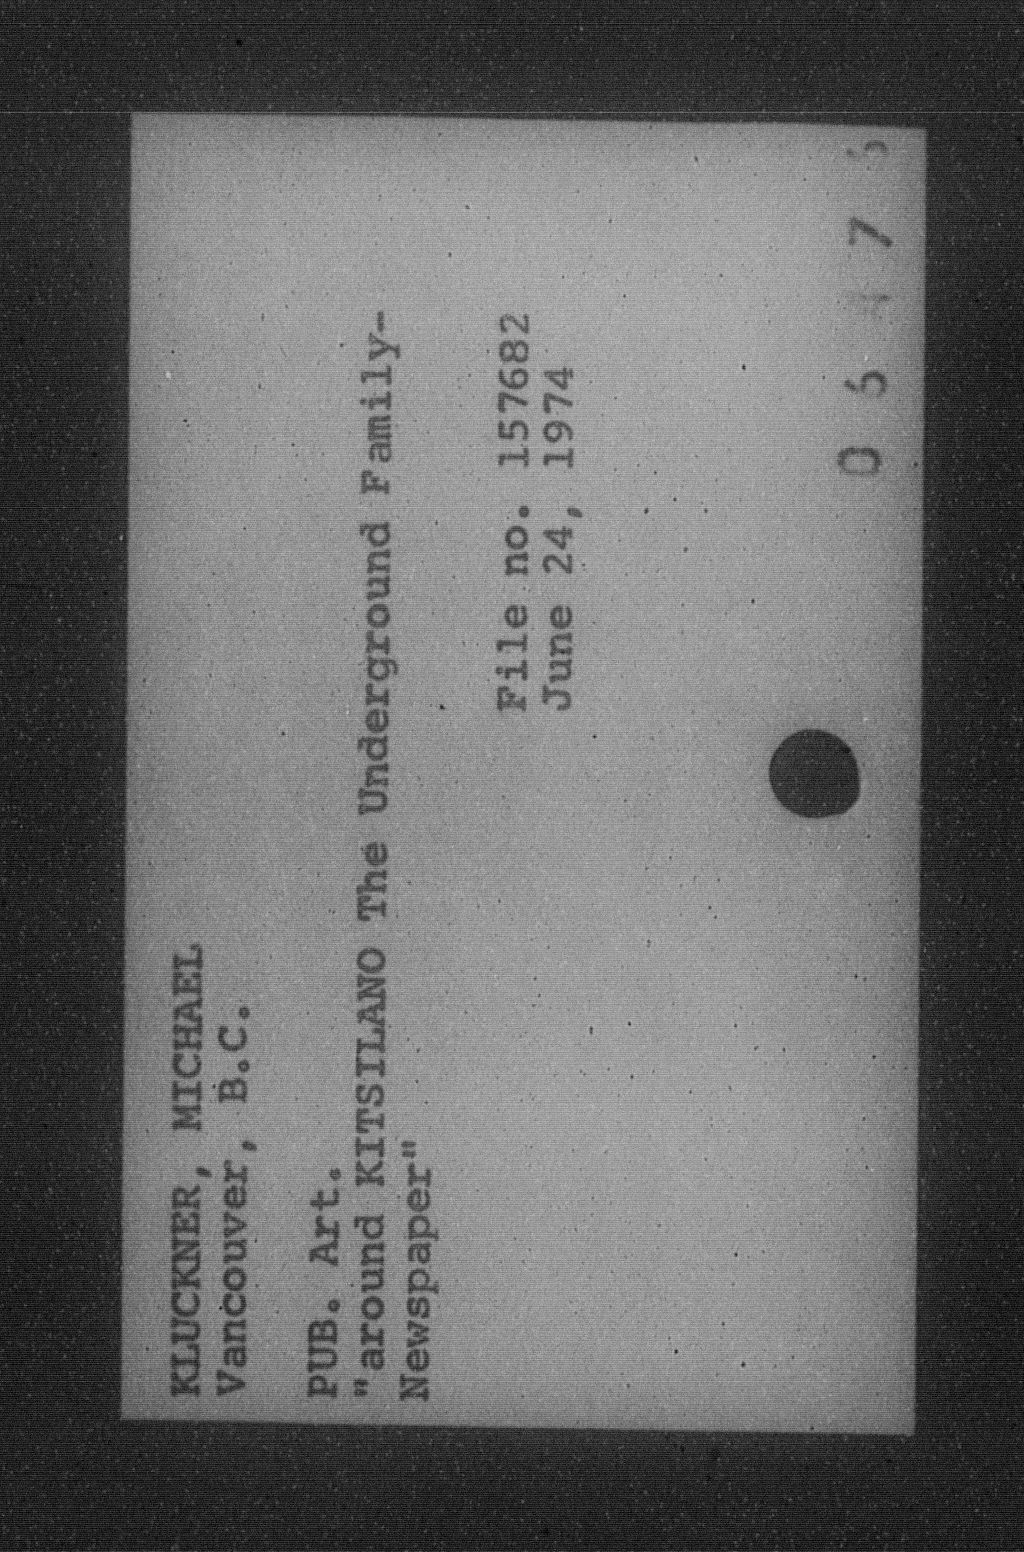 KLUCKNER, MICHAEL
Vancouver, B.C.
PUB. Art.
"around KITSILANO The Underground Family-
Newspaper"
File no. 157682
June 24, 1974